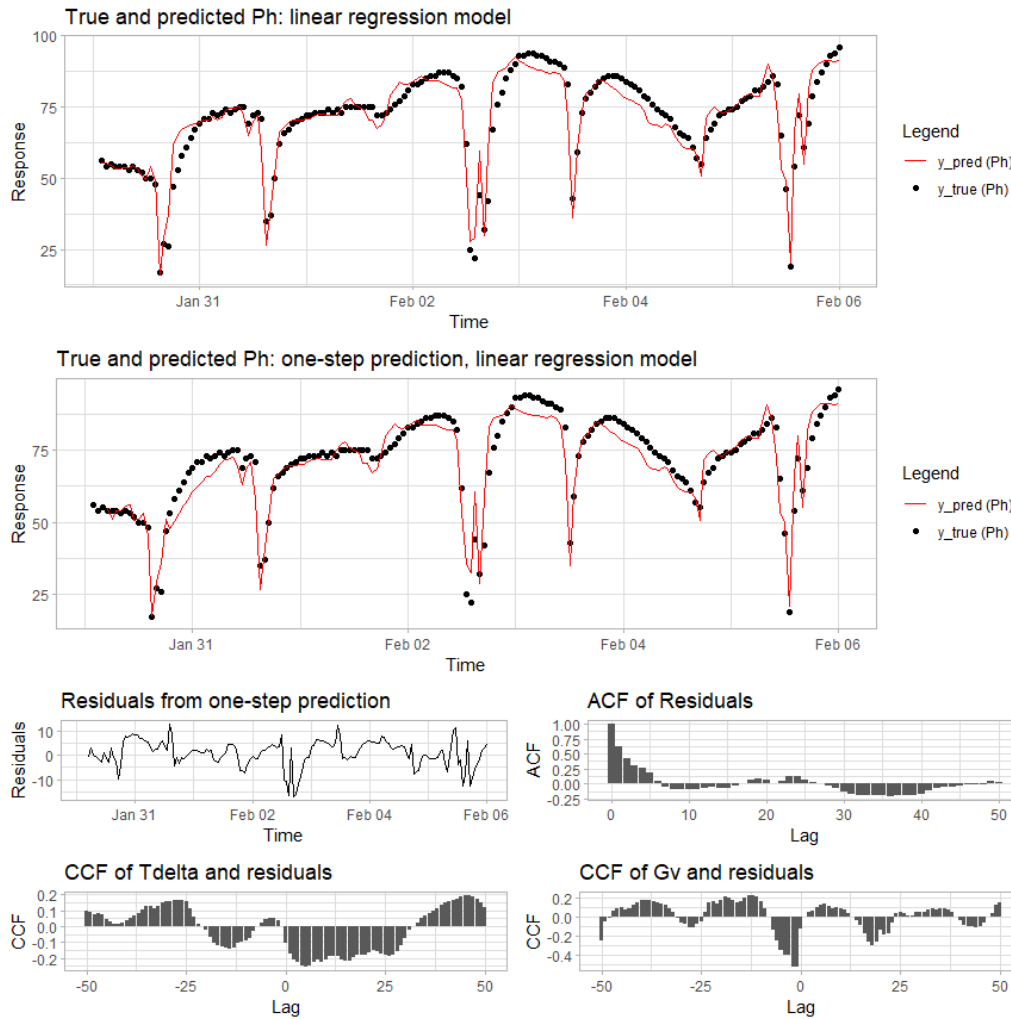 True and predicted Ph: linear regression model
100
75
50
25
Response
Jan 31
Feb 02
Feb 04
Feb 06
Time
Legend
y_pred (Ph)
y_true (Ph)
True and predicted Ph: one-step prediction, linear regression model
75
50
25
Response
Jan 31
Feb 02
Feb 04
Feb 06
Time
Legend
y_pred (Ph)
y_true (Ph)
Residuals from one-step prediction
10
0
-10
Residuals
Jan 31
Feb 02
Feb 04
Feb 06
Time
ACF of Residuals
1.00
0.75
0.50
0.25
0.00
-0.25
ACF
0
10
20
30
40
50
Lag
CCF of Tdelta and residuals
0.2
0.1
0.0
-0.1
-0.2
CCF
-50
-25
0
25
50
Lag
CCF of Gv and residuals
0.2
0.0
-0.2
-0.4
CCF
-50
-25
0
25
50
Lag